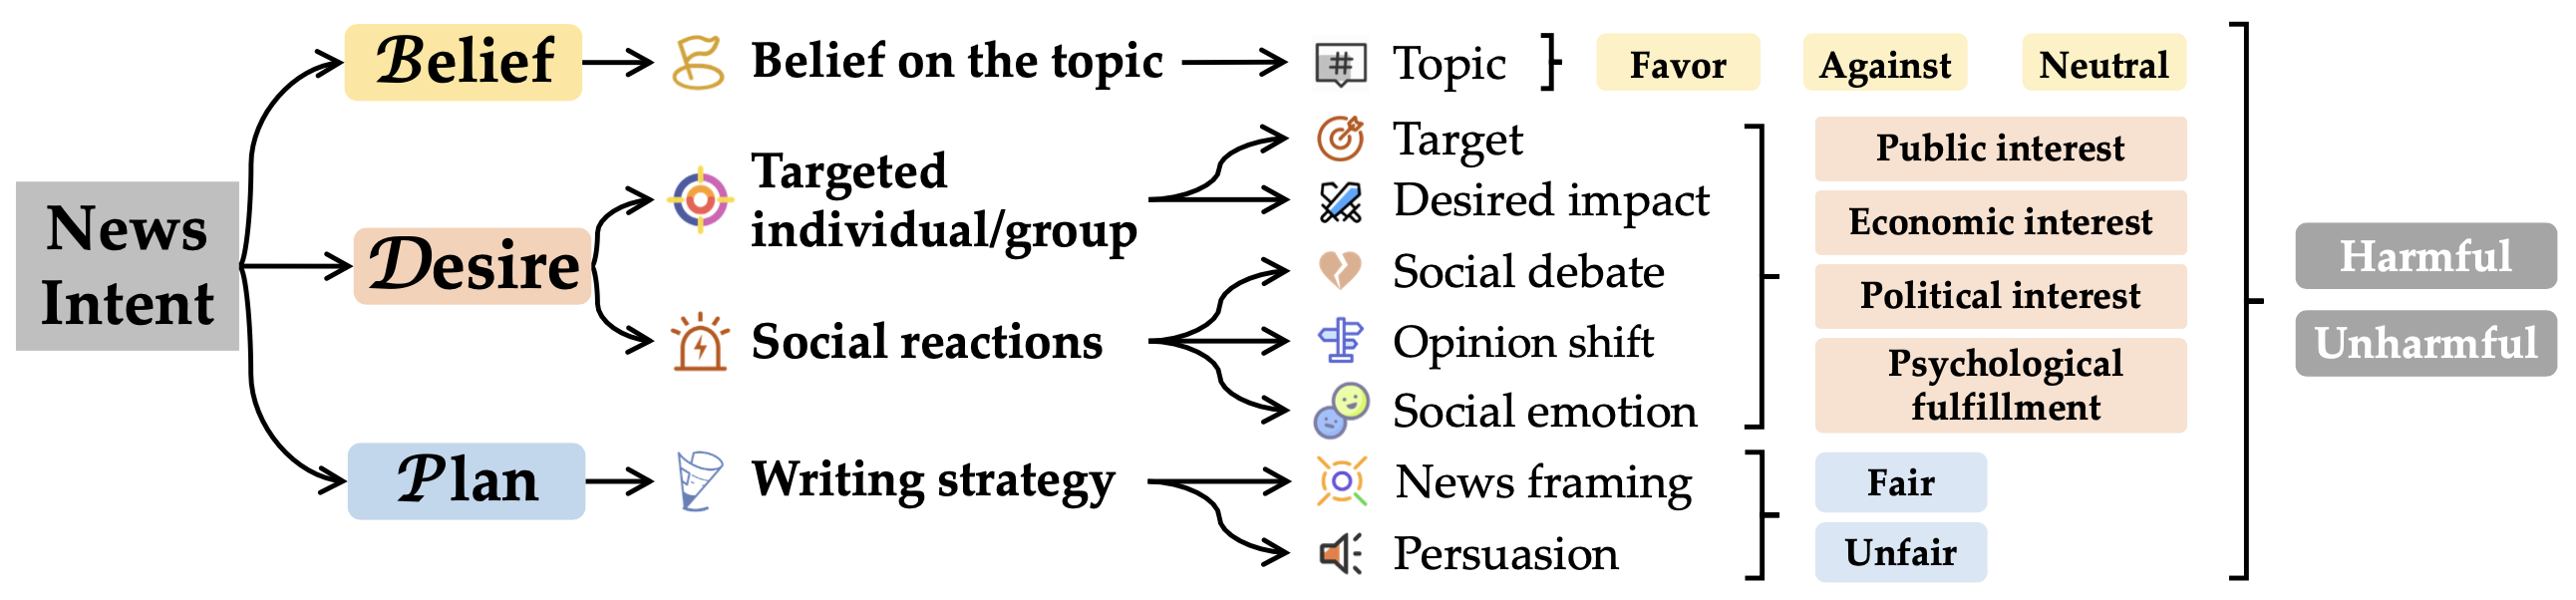 News
Intent
Belief
Belief on the topic
# Topic
Favor
Against
Neutral
Desire
Targeted
individual/group
Target
Desired impact
Social reactions
Social debate
Opinion shift
Social emotion
Public interest
Economic interest
Political interest
Psychological
fulfillment
Plan
Writing strategy
News framing
Persuasion
Fair
Unfair
Harmful
Unharmful